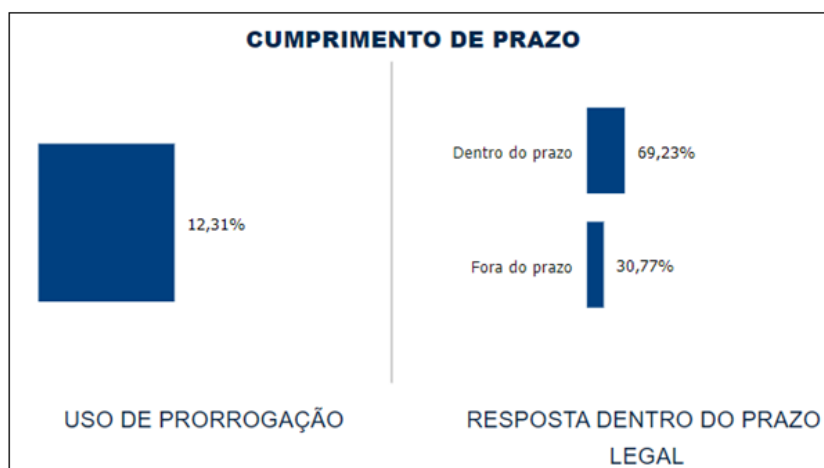 CUMPRIMENTO DE PRAZO
12,31%
USO DE PRORROGAÇÃO
Dentro do prazo 69,23%
Fora do prazo 30,77%
RESPOSTA DENTRO DO PRAZO
LEGAL